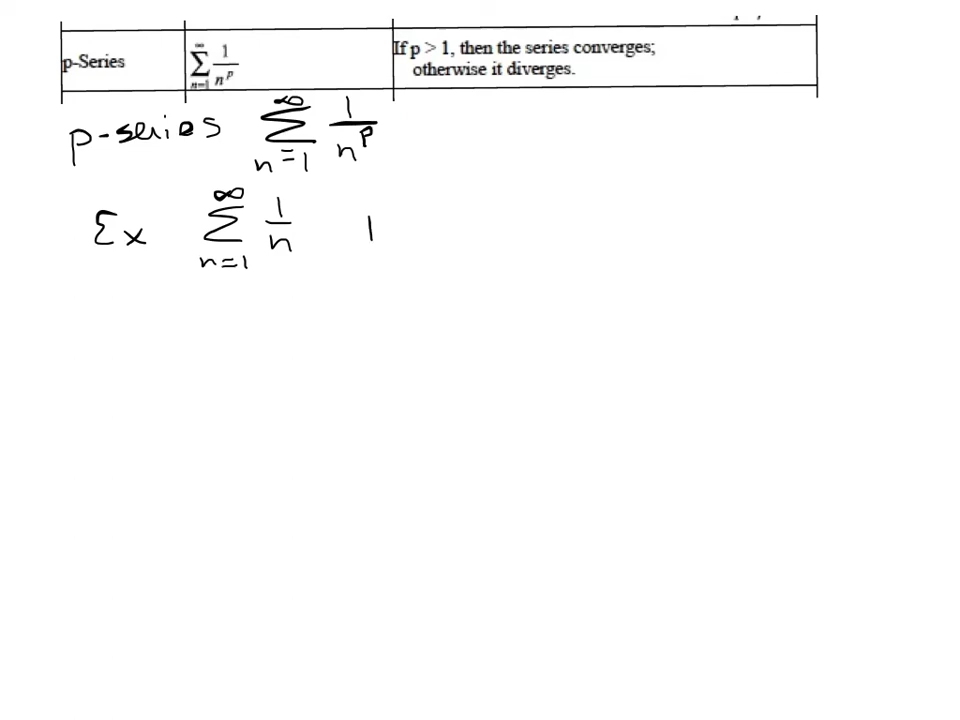 p-Series ∞ ∑ n=1 1/n^p If p > 1, then the series converges;
otherwise it diverges.
p-series ∞ ∑ n=1 1/n^p
Ex ∞ ∑ n=1 1/n 1